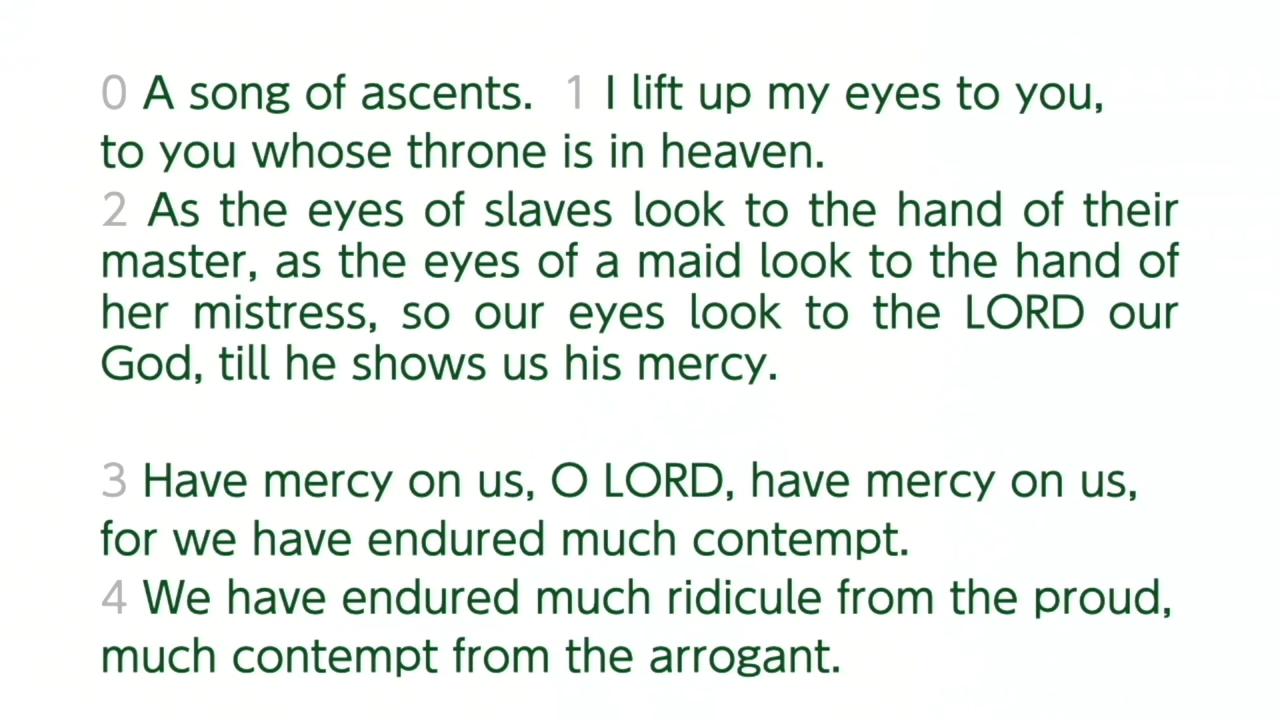 0 A song of ascents. 1 I lift up my eyes to you,
to you whose throne is in heaven.
2 As the eyes of slaves look to the hand of their
master, as the eyes of a maid look to the hand of
her mistress, so our eyes look to the LORD our
God, till he shows us his mercy.
3 Have mercy on us, O LORD, have mercy on us,
for we have endured much contempt.
4 We have endured much ridicule from the proud,
much contempt from the arrogant.